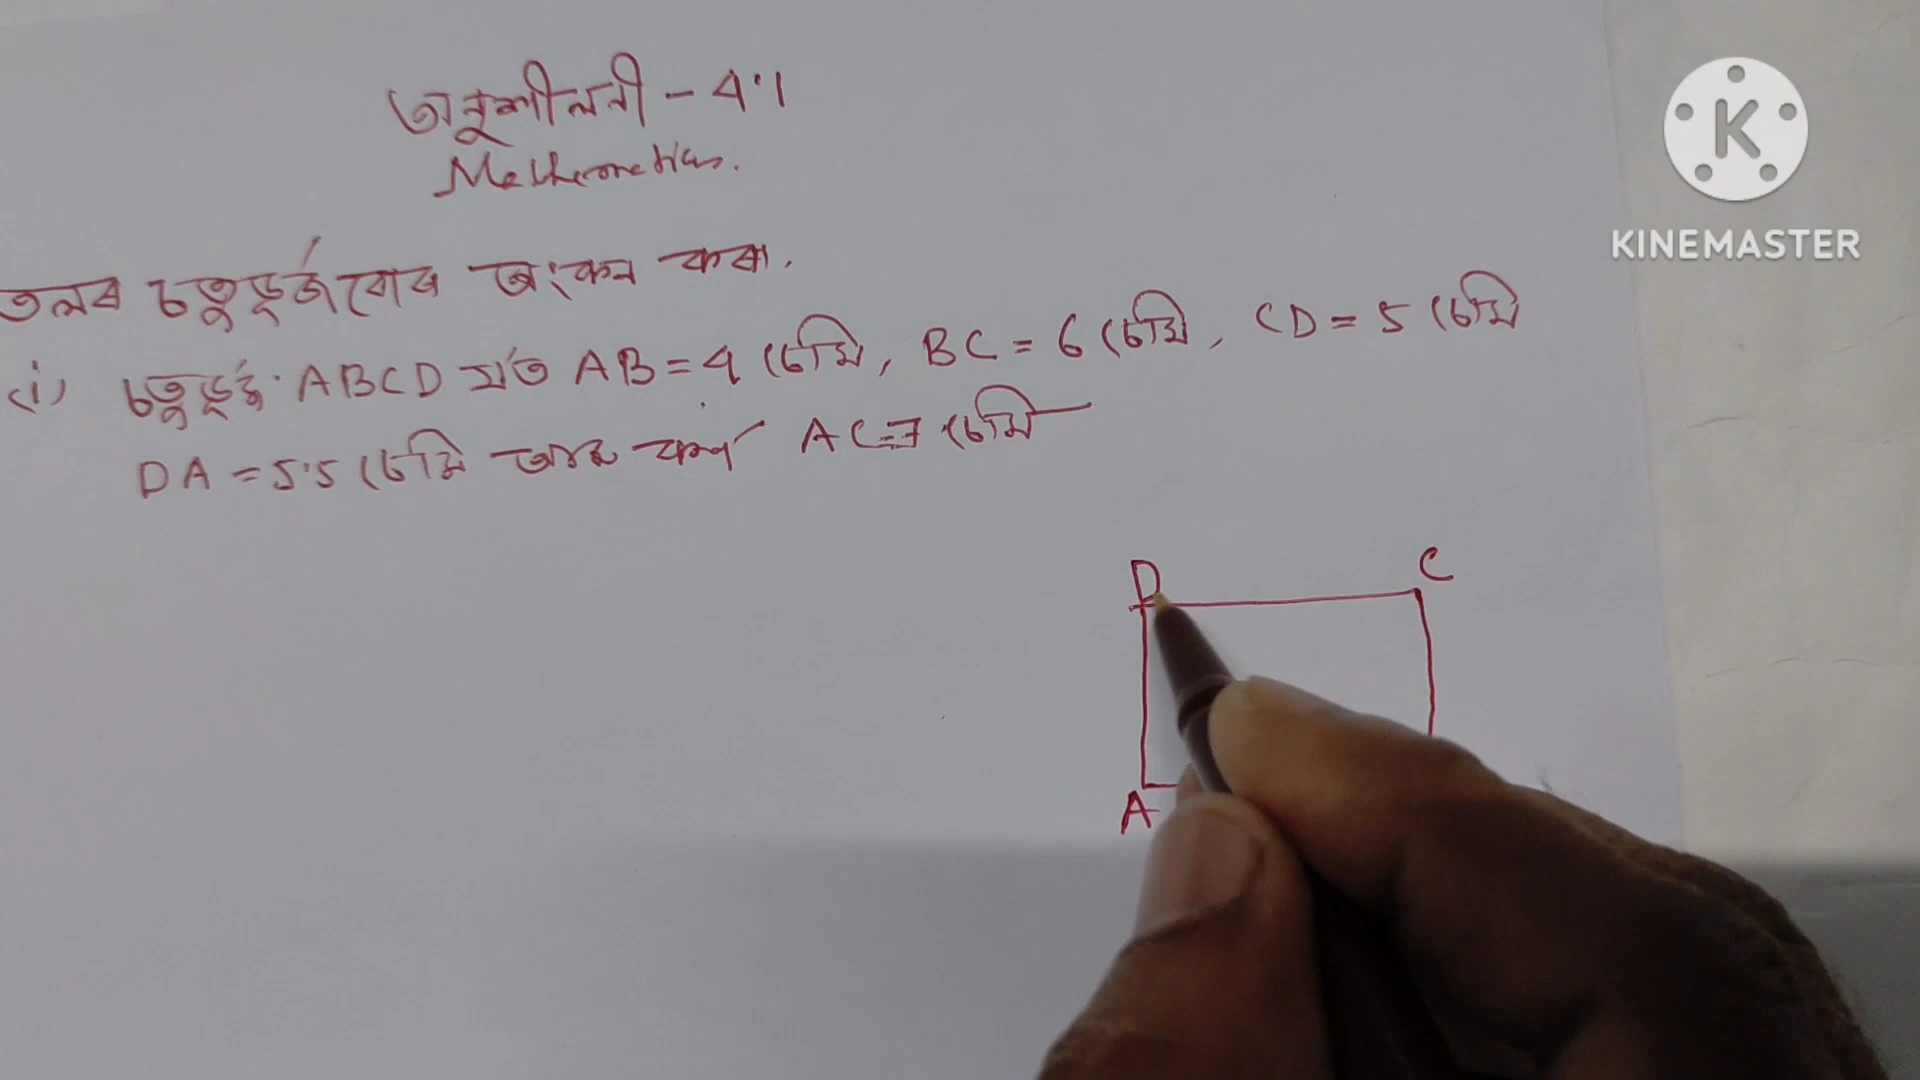 অনুশীলনী - 4.1
Mathematics.
তলৰ চতুৰ্ভূৰ্জবোৰ অংকন কৰা.
(i) চতুৰ্ভূজ ABCD য'ত AB = 4 চেমি, BC = 6 চেমি, CD = 5 চেমি
DA = 5.5 চেমি আৰু কৰ্ণ AC = 7 চেমি
D C
A
K
KINEMASTER